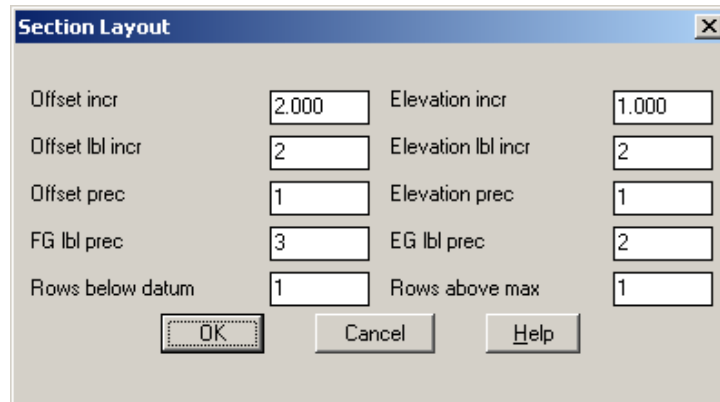 Section Layout
Offset incr 2.000 Elevation incr 1.000
Offset lbl incr 2 Elevation lbl incr 2
Offset prec 1 Elevation prec 1
FG lbl prec 3 EG lbl prec 2
Rows below datum 1 Rows above max 1
OK Cancel Help